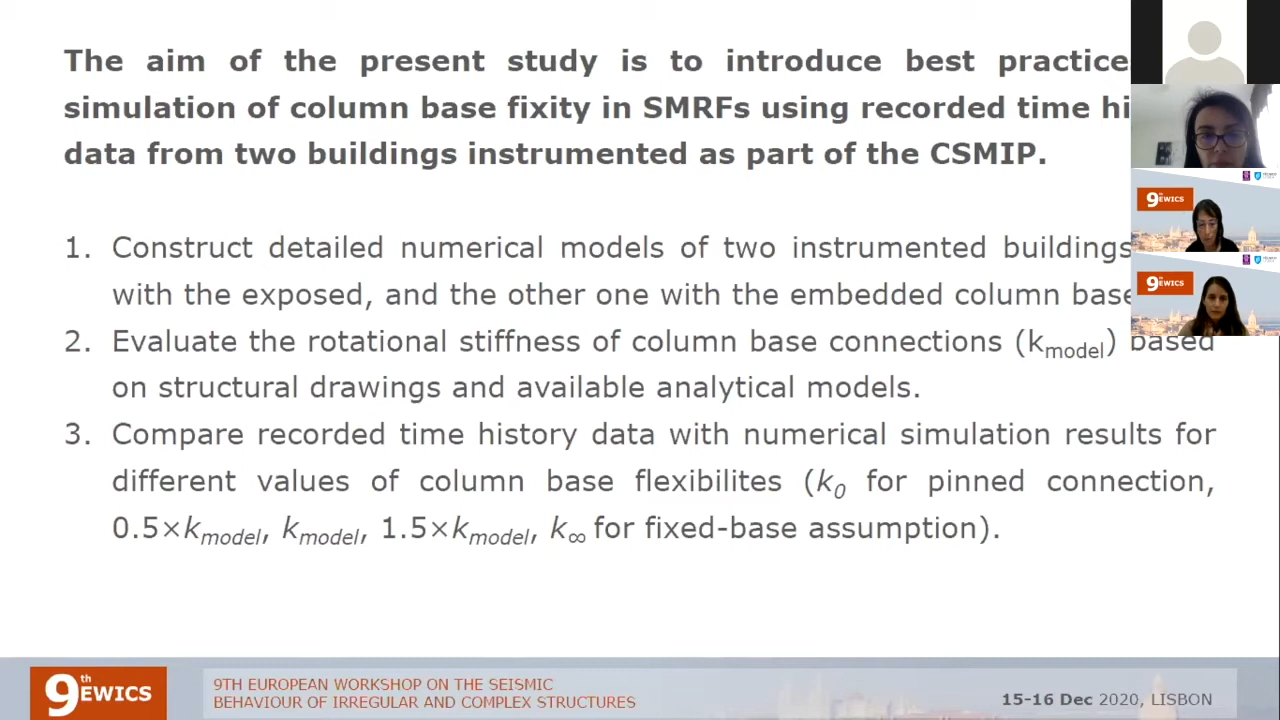 The aim of the present study is to introduce best practice
simulation of column base fixity in SMRFs using recorded time hi
data from two buildings instrumented as part of the CSMIP.
1. Construct detailed numerical models of two instrumented buildings
with the exposed, and the other one with the embedded column base
2. Evaluate the rotational stiffness of column base connections (kmodel) based
on structural drawings and available analytical models.
3. Compare recorded time history data with numerical simulation results for
different values of column base flexibilites (k0 for pinned connection,
0.5×kmodel, kmodel, 1.5×kmodel, k∞ for fixed-base assumption).
9th EWICS
9th EWICS
9th EWICS
9TH EUROPEAN WORKSHOP ON THE SEISMIC
BEHAVIOUR OF IRREGULAR AND COMPLEX STRUCTURES
15-16 Dec 2020, LISBON